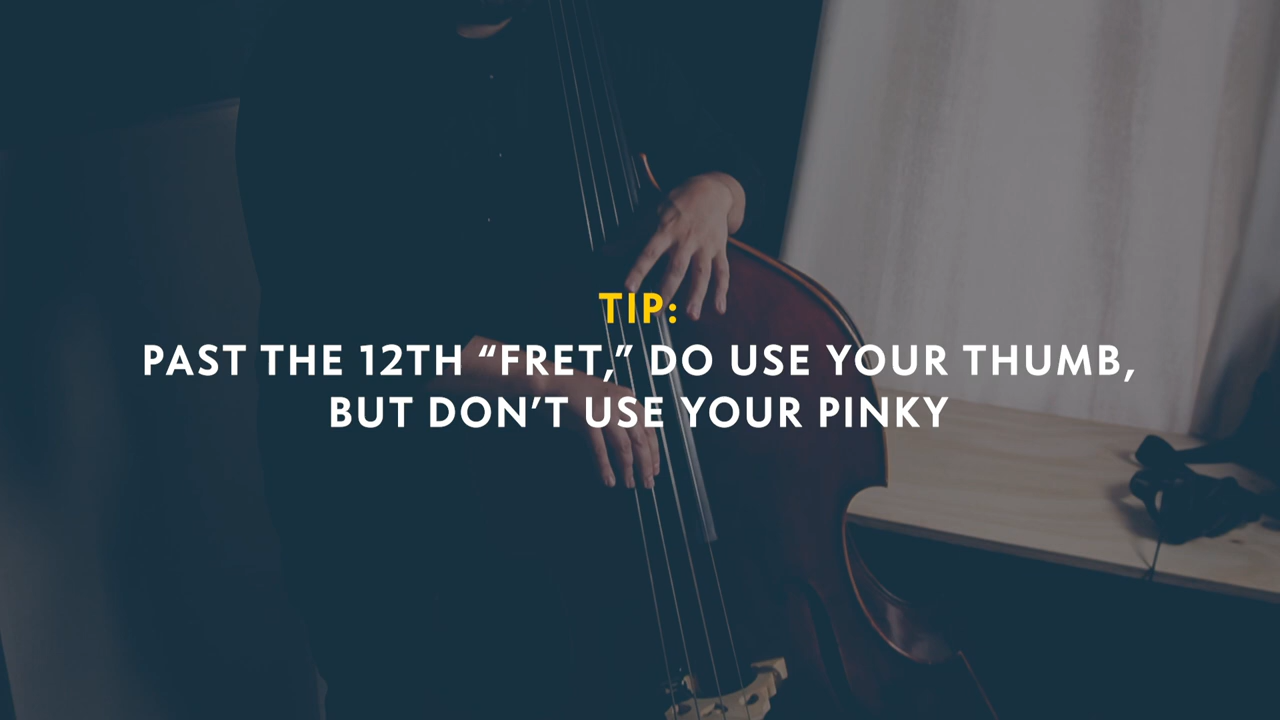 TIP:
PAST THE 12TH “FRET,” DO USE YOUR THUMB,
BUT DON’T USE YOUR PINKY